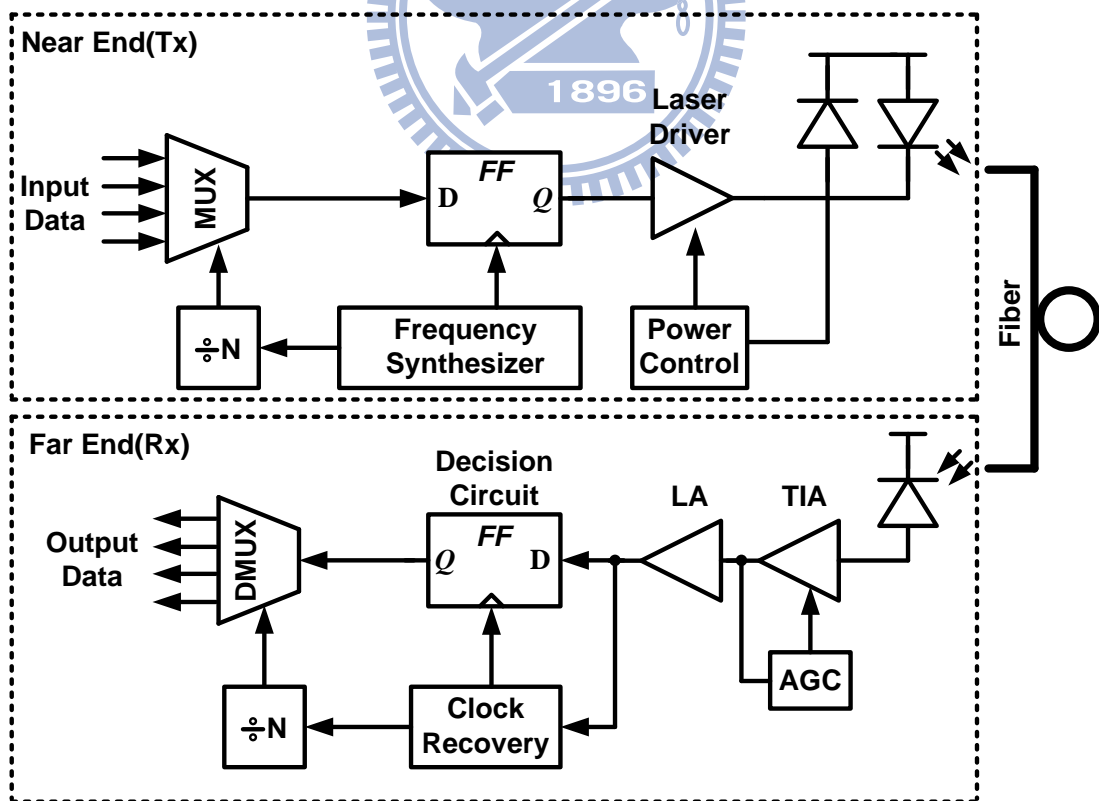 Near End(Tx)
1896
Laser
Driver
Input
Data
MUX
FF
D
Q
÷N
Frequency
Synthesizer
Power
Control
Fiber
Far End(Rx)
Decision
Circuit
LA
TIA
Output
Data
DMUX
FF
Q
D
÷N
Clock
Recovery
AGC